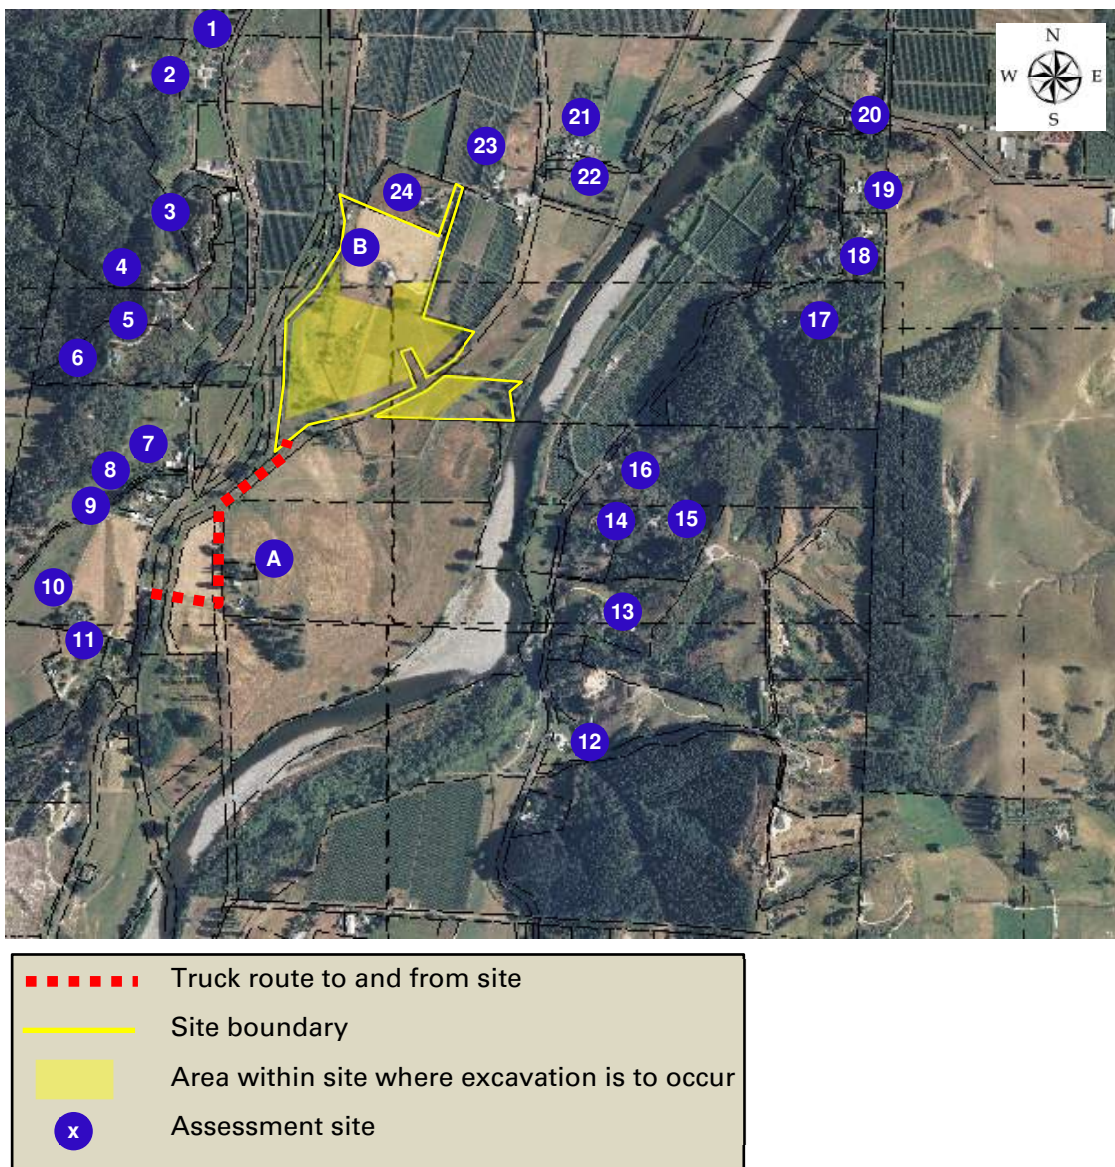 1
N
2
W
E
S
21
20
23
22
24
19
3
B
18
4
5
17
6
7
8
16
9
14
15
A
10
13
11
12
Truck route to and from site
Site boundary
Area within site where excavation is to occur
x
Assessment site